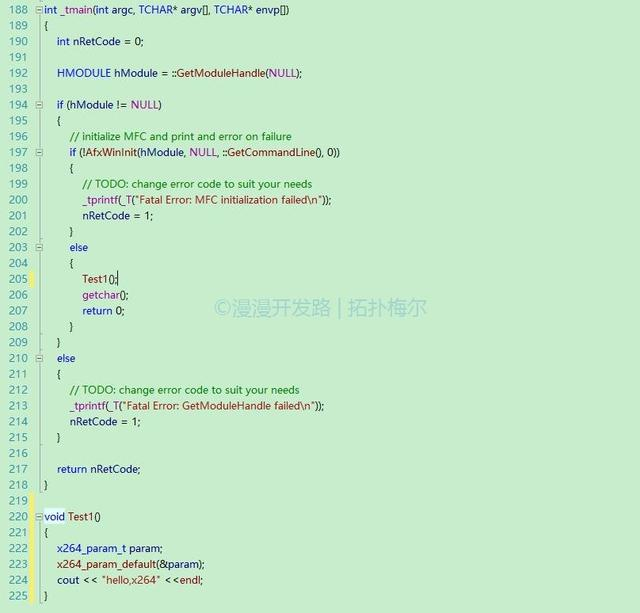 188 int _tmain(int argc, TCHAR* argv[], TCHAR* envp[])
189 {
190     int nRetCode = 0;
191
192     HMODULE hModule = ::GetModuleHandle(NULL);
193
194     if (hModule != NULL)
195     {
196         // initialize MFC and print and error on failure
197         if (!AfxWinInit(hModule, NULL, ::GetCommandLine(), 0))
198         {
199             // TODO: change error code to suit your needs
200             _tprintf(_T("Fatal Error: MFC initialization failed\n"));
201             nRetCode = 1;
202         }
203         else
204         {
205             Test1();
206             getchar();
207             return 0;
208         }
209     }
210     else
211     {
212         // TODO: change error code to suit your needs
213         _tprintf(_T("Fatal Error: GetModuleHandle failed\n"));
214         nRetCode = 1;
215     }
216
217     return nRetCode;
218 }
219
220 void Test1()
221 {
222     x264_param_t param;
223     x264_param_default(&param);
224     cout << "hello,x264" <<endl;
225 }
©漫漫开发路 | 拓扑梅尔